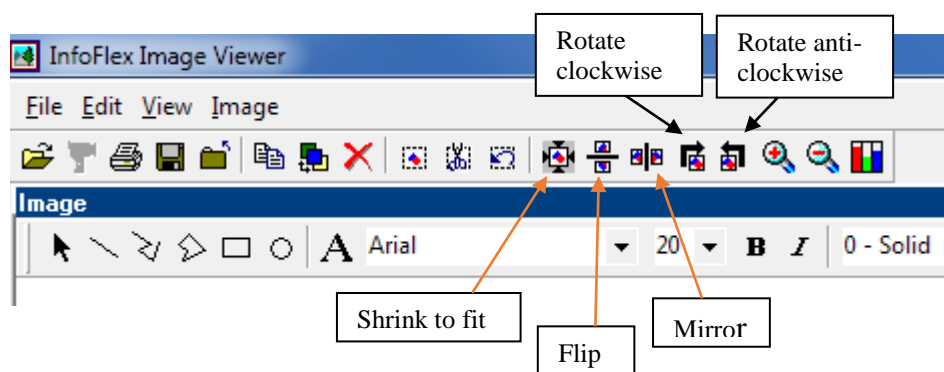 Rotate
clockwise
Rotate anti-
clockwise
InfoFlex Image Viewer
File Edit View Image
Image
A Arial 20 B I 0 - Solid
Shrink to fit
Flip
Mirror